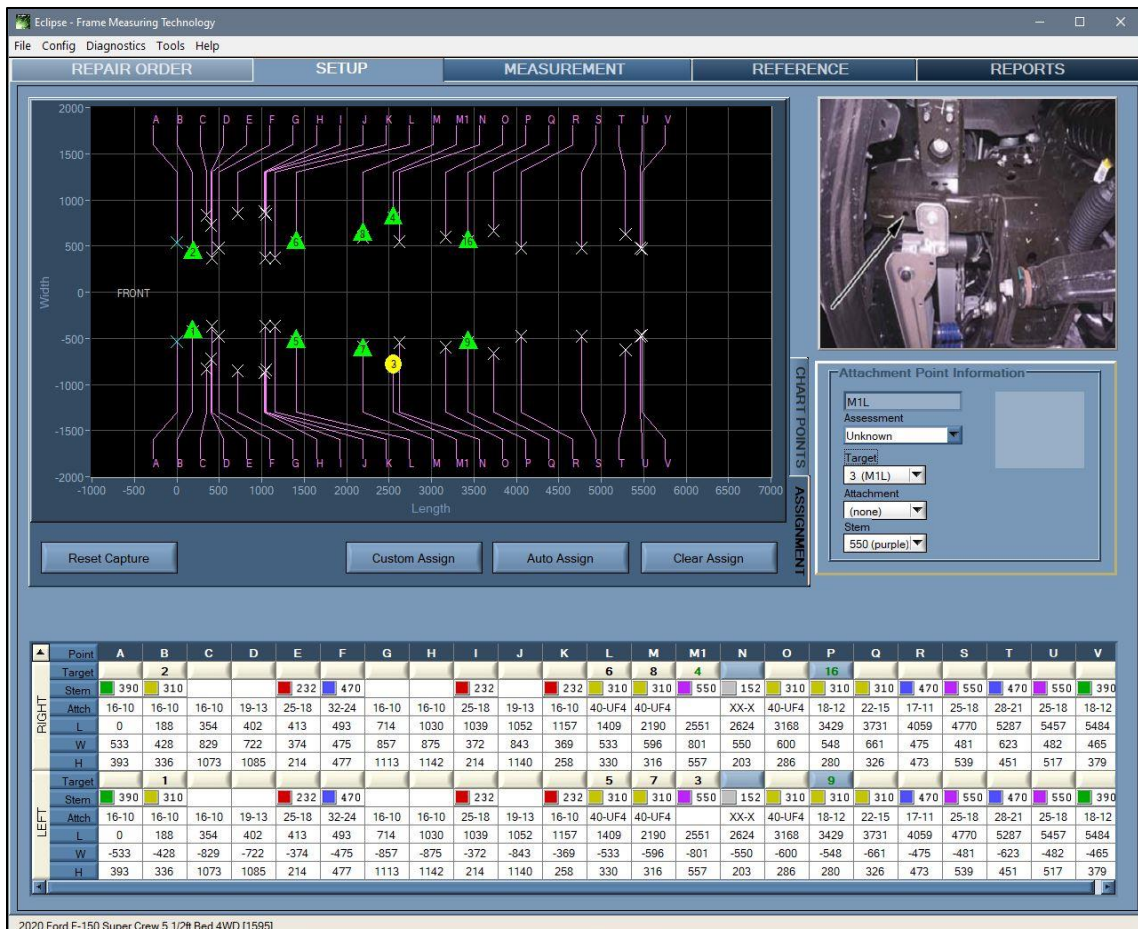 Eclipse - Frame Measuring Technology
File Config Diagnostics Tools Help
REPAIR ORDER SETUP MEASUREMENT REFERENCE REPORTS
2000
A B C D E F G H I J K L M M1 N O P Q R S T U V
1500
1000
4
8
500
2 6 16
Width
0 FRONT
1
-500
5 7 9
3
-1000
-1500
A B C D E F G H I J K L M M1 N O P Q R S T U V
-2000
-1000 -500 0 500 1000 1500 2000 2500 3000 3500 4000 4500 5000 5500 6000 6500 7000
Length
CHART POINTS
ASSIGNMENT
Reset Capture Custom Assign Auto Assign Clear Assign
Attachment Point Information
M1L
Assessment
Unknown
Target
3 (M1L)
Attachment
(none)
Stem
550 (purple)
Point A B C D E F G H I J K L M M1 N O P Q R S T U V
RIGHT
Target 2 6 8 4 16
Stem 390 310 232 470 232 232 310 310 550 152 310 310 310 470 550 550 550 390
Attch 16-10 16-10 16-10 19-13 25-18 32-24 16-10 16-10 25-18 19-13 16-10 40-UF4 40-UF4 XX-X 40-UF4 18-12 22-15 17-11 25-18 28-21 25-18 18-12
L 0 188 354 402 413 493 714 1030 1039 1052 1157 1409 2190 2551 2624 3168 3429 3731 4059 4770 5287 5457 5484
W 533 428 829 722 374 475 857 875 372 843 369 533 596 801 550 600 548 661 475 481 623 482 465
H 393 336 1073 1085 214 477 1113 1142 214 1140 258 330 316 557 203 286 280 326 473 539 451 517 379
LEFT
Target 1 5 7 3 9
Stem 390 310 232 470 232 232 310 310 550 152 310 310 310 470 550 550 550 390
Attch 16-10 16-10 16-10 19-13 25-18 32-24 16-10 16-10 25-18 19-13 16-10 40-UF4 40-UF4 XX-X 40-UF4 18-12 22-15 17-11 25-18 28-21 25-18 18-12
L 0 188 354 402 413 493 714 1030 1039 1052 1157 1409 2190 2551 2624 3168 3429 3731 4059 4770 5287 5457 5484
W -533 -428 -829 -722 -374 -475 -857 -875 -372 -843 -369 -533 -596 -801 -550 -600 -548 -661 -475 -481 -623 -482 -465
H 393 336 1073 1085 214 477 1113 1142 214 1140 258 330 316 557 203 286 280 326 473 539 451 517 379
2020 Ford F-150 Super Crew 5 1/2ft Bed 4WD [1595]